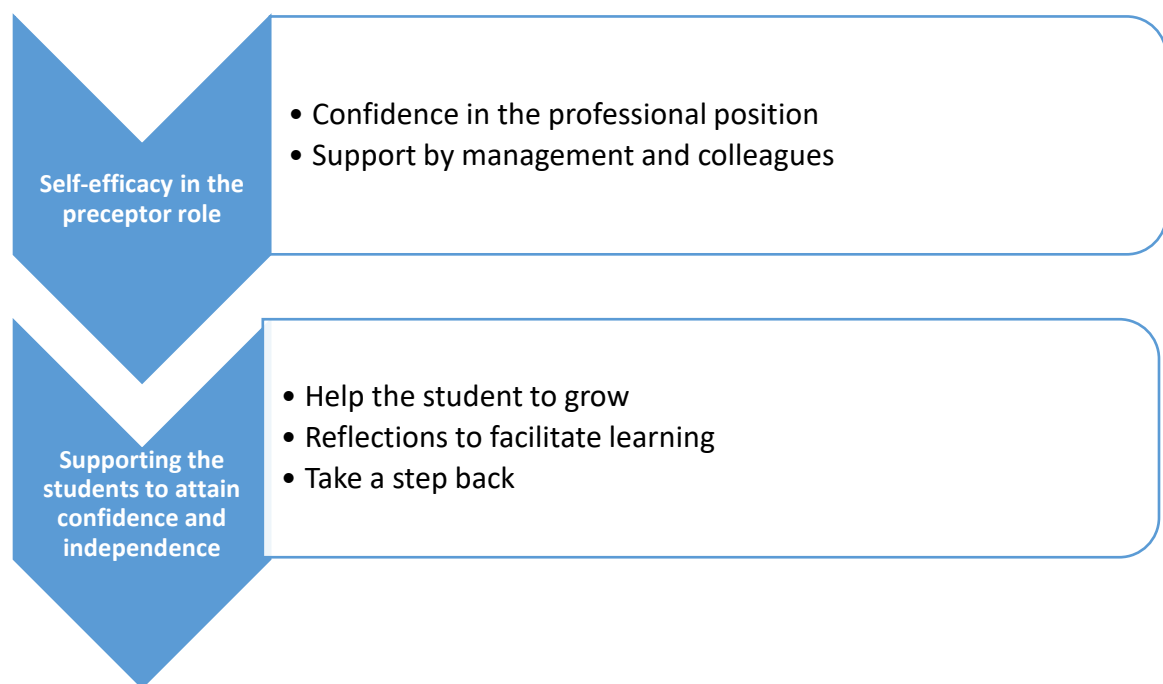 Self-efficacy in the
preceptor role
• Confidence in the professional position
• Support by management and colleagues
Supporting the
students to attain
confidence and
independence
• Help the student to grow
• Reflections to facilitate learning
• Take a step back